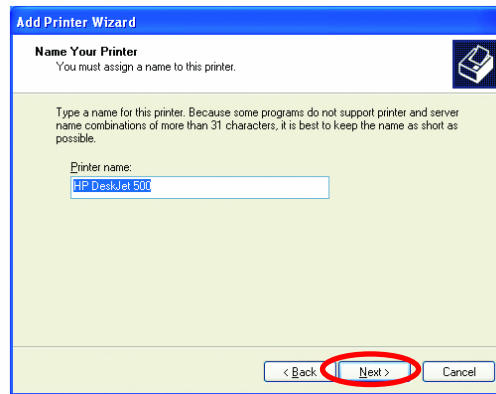 Add Printer Wizard
Name Your Printer
You must assign a name to this printer.
Type a name for this printer. Because some programs do not support printer and server
name combinations of more than 31 characters, it is best to keep the name as short as
possible.
Printer name:
HP DeskJet 500
< Back Next > Cancel